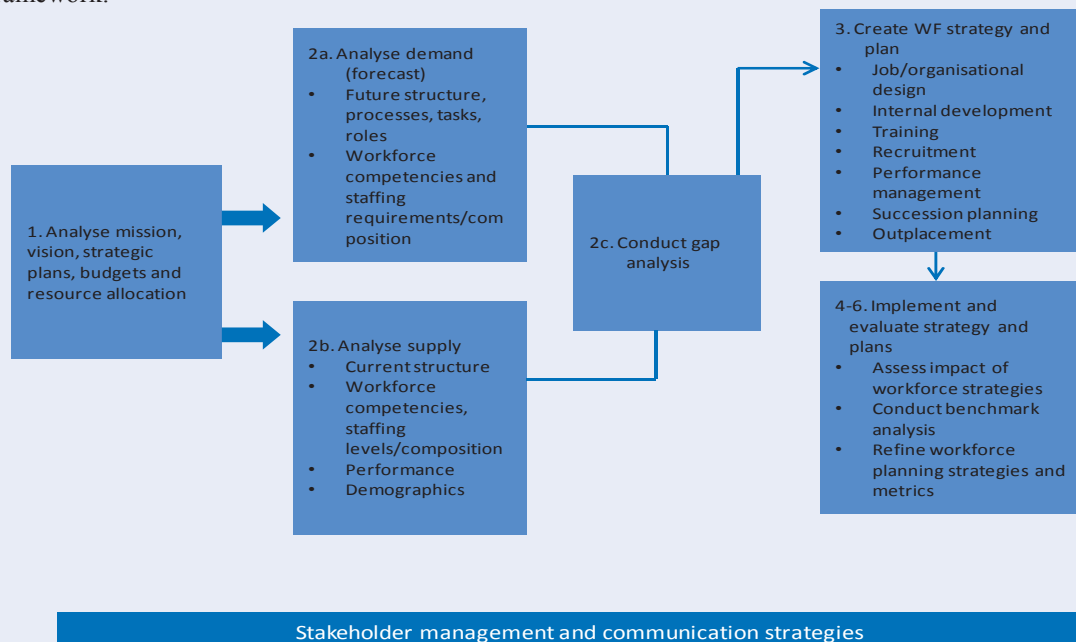 1. Analyse mission,
vision, strategic
plans, budgets and
resource allocation
2a. Analyse demand
(forecast)
• Future structure,
processes, tasks,
roles
• Workforce
competencies and
staffing
requirements/com
position
2b. Analyse supply
• Current structure
• Workforce
competencies,
staffing
levels/composition
• Performance
• Demographics
2c. Conduct gap
analysis
3. Create WF strategy and
plan
• Job/organisational
design
• Internal development
• Training
• Recruitment
• Performance
management
• Succession planning
• Outplacement
4-6. Implement and
evaluate strategy and
plans
• Assess impact of
workforce strategies
• Conduct benchmark
analysis
• Refine workforce
planning strategies and
metrics
Stakeholder management and communication strategies